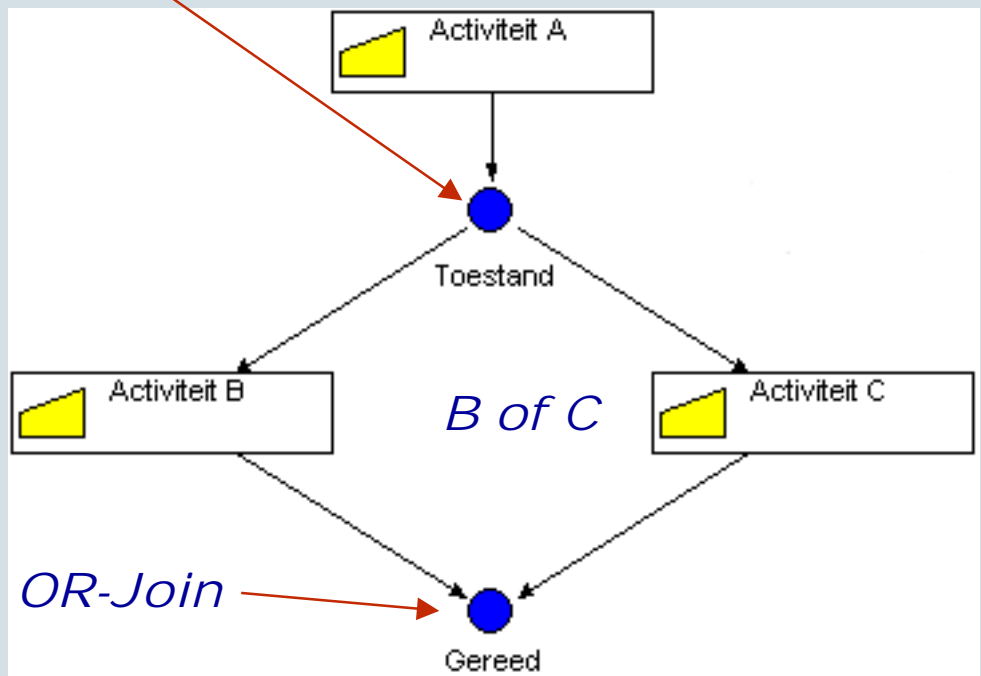 Activiteit A
Toestand
Activiteit B
B of C
Activiteit C
OR-Join
Gereed